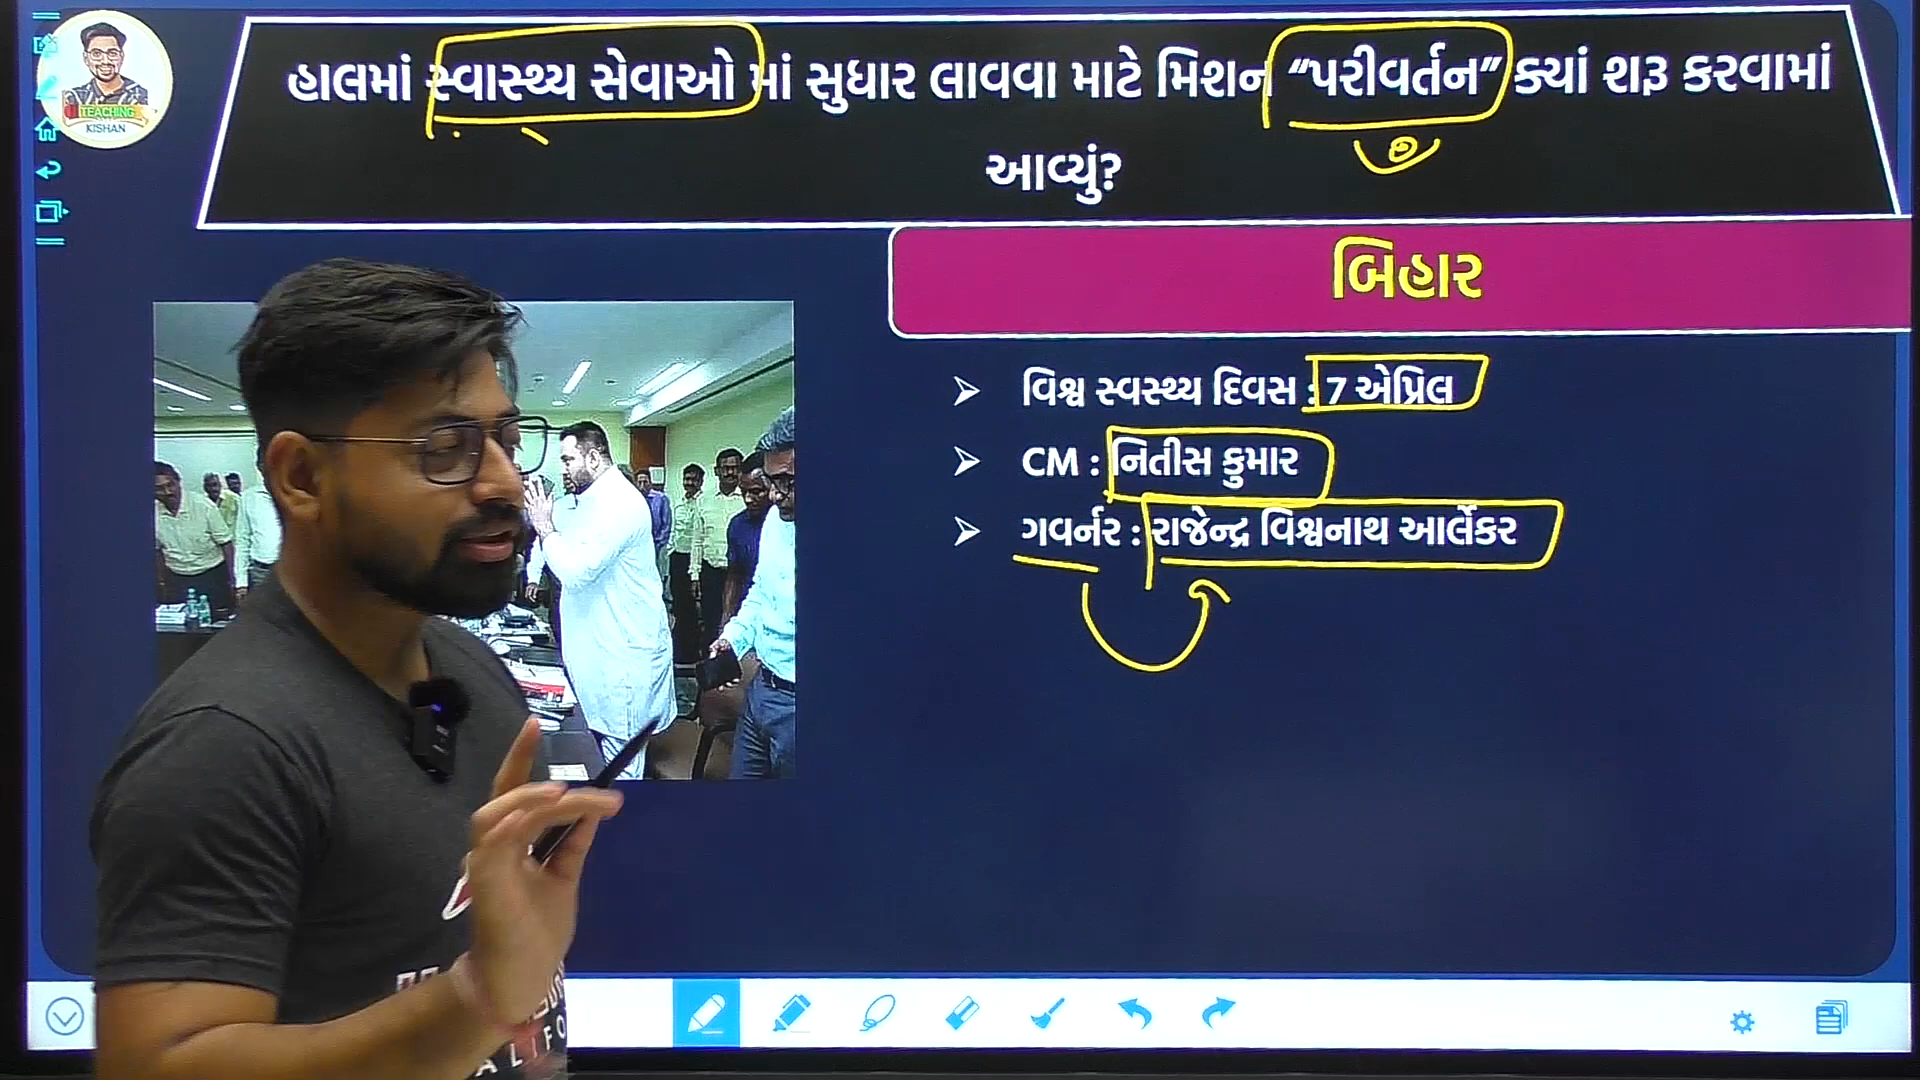 હાલમાં સ્વાસ્થ્ય સેવાઓ માં સુધાર લાવવા માટે મિશન “પરીવર્તન” ક્યાં શરૂ કરવામાં
આવ્યું?
TEACHING
KISHAN
બિહાર
➤ વિશ્વ સ્વસ્થ્ય દિવસ : 7 એપ્રિલ
➤ CM : નિતીસ કુમાર
➤ ગવર્નર : રાજેન્દ્ર વિશ્વનાથ આર્લેકર